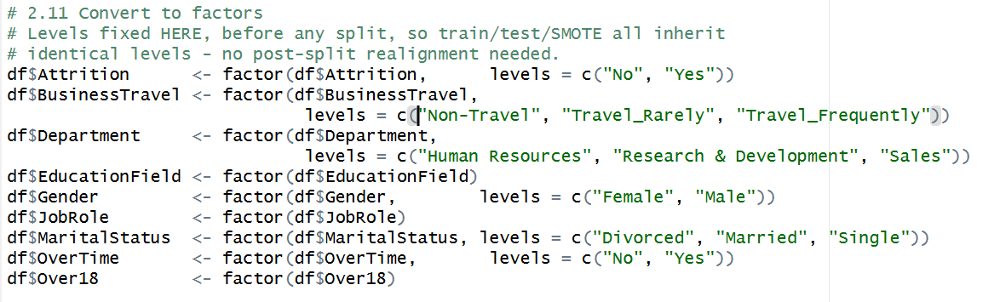 # 2.11 Convert to factors
# Levels fixed HERE, before any split, so train/test/SMOTE all inherit
# identical levels - no post-split realignment needed.
df$Attrition      <- factor(df$Attrition,      levels = c("No", "Yes"))
df$BusinessTravel <- factor(df$BusinessTravel,
                             levels = c("Non-Travel", "Travel_Rarely", "Travel_Frequently"))
df$Department     <- factor(df$Department,
                             levels = c("Human Resources", "Research & Development", "Sales"))
df$EducationField <- factor(df$EducationField)
df$Gender         <- factor(df$Gender,        levels = c("Female", "Male"))
df$JobRole        <- factor(df$JobRole)
df$MaritalStatus  <- factor(df$MaritalStatus, levels = c("Divorced", "Married", "Single"))
df$OverTime       <- factor(df$OverTime,       levels = c("No", "Yes"))
df$Over18         <- factor(df$Over18)